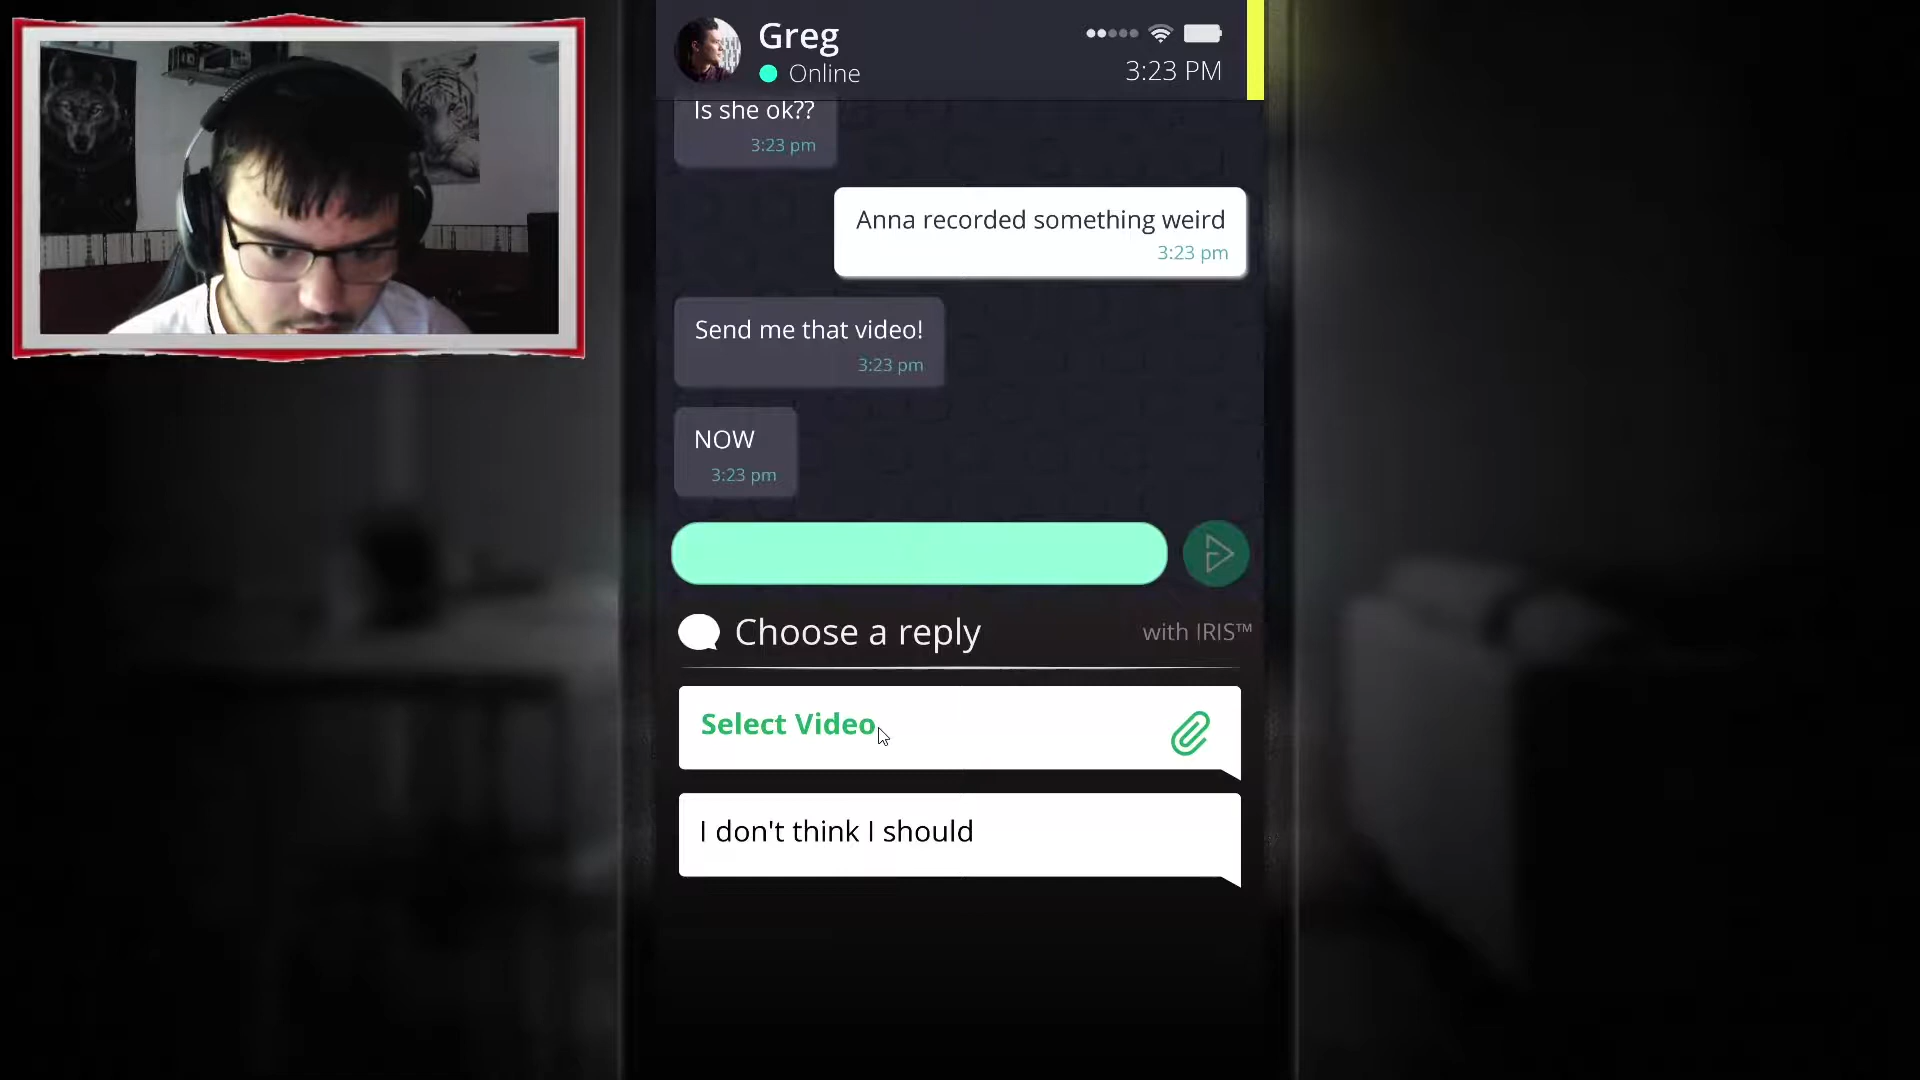 Greg
Online
3:23 PM
Is she ok??
3:23 pm
Anna recorded something weird
3:23 pm
Send me that video!
3:23 pm
NOW
3:23 pm
Choose a reply
with IRIS™
Select Video
I don't think I should